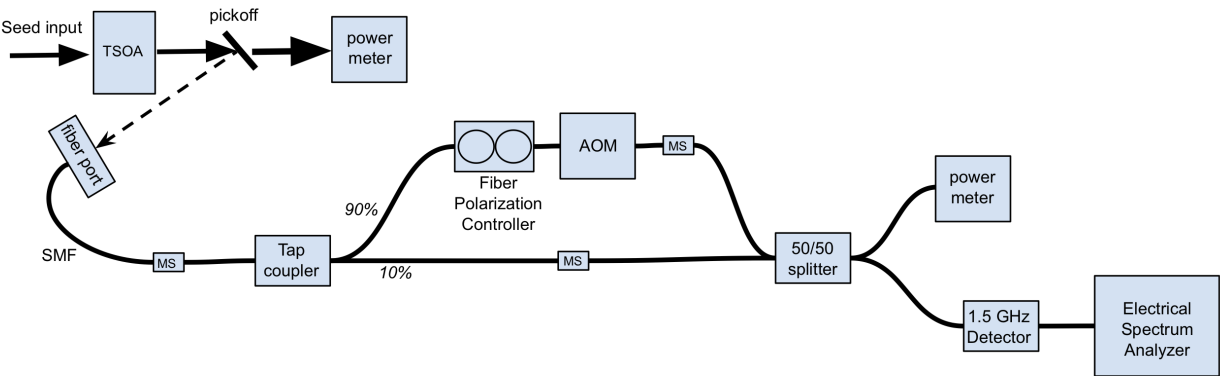 Seed input
TSOA
pickoff
power
meter
fiber port
SMF
MS
Tap
coupler
90%
10%
Fiber
Polarization
Controller
AOM
MS
MS
50/50
splitter
power
meter
1.5 GHz
Detector
Electrical
Spectrum
Analyzer